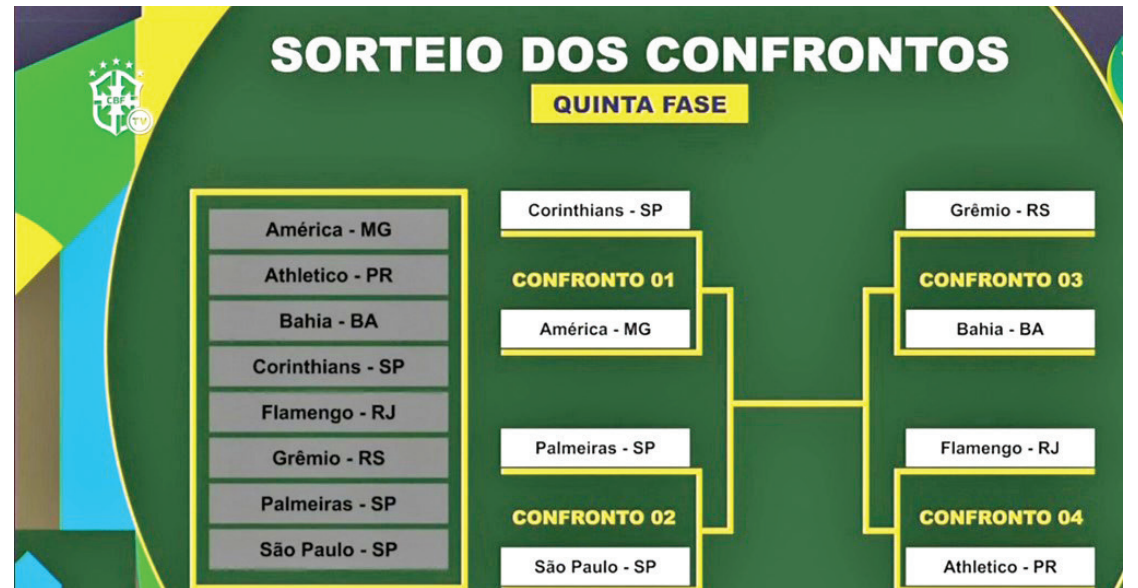 SORTEIO DOS CONFRONTOS
QUINTA FASE
CBF
TV
América - MG
Athletico - PR
Bahia - BA
Corinthians - SP
Flamengo - RJ
Grêmio - RS
Palmeiras - SP
São Paulo - SP
Corinthians - SP
CONFRONTO 01
América - MG
Palmeiras - SP
CONFRONTO 02
São Paulo - SP
Grêmio - RS
CONFRONTO 03
Bahia - BA
Flamengo - RJ
CONFRONTO 04
Athletico - PR